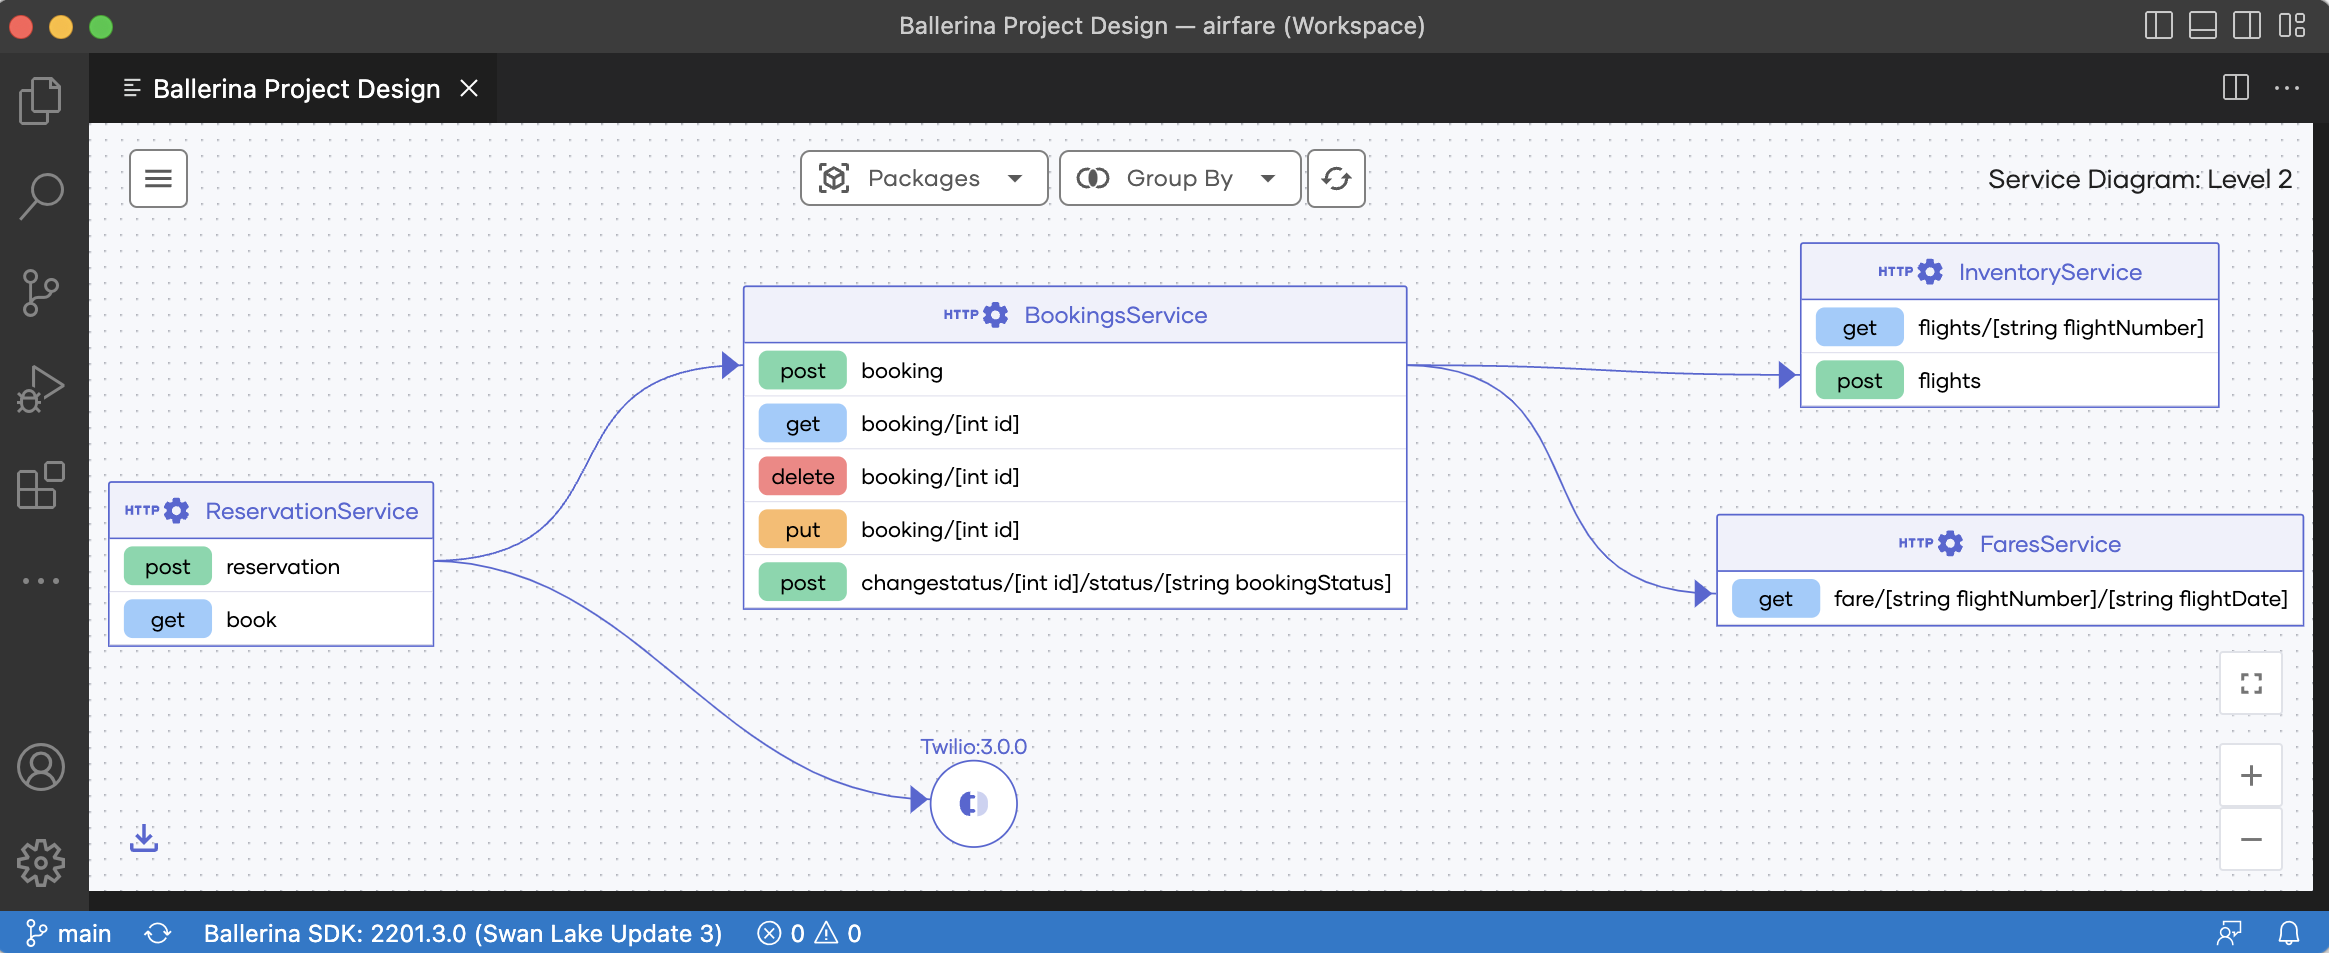 Ballerina Project Design — airfare (Workspace)
Ballerina Project Design
Packages
Group By
Service Diagram: Level 2
HTTP InventoryService
get flights/[string flightNumber]
post flights
HTTP BookingsService
post booking
get booking/[int id]
delete booking/[int id]
put booking/[int id]
post changestatus/[int id]/status/[string bookingStatus]
HTTP ReservationService
post reservation
get book
HTTP FaresService
get fare/[string flightNumber]/[string flightDate]
Twilio:3.0.0
main Ballerina SDK: 2201.3.0 (Swan Lake Update 3) 0 0